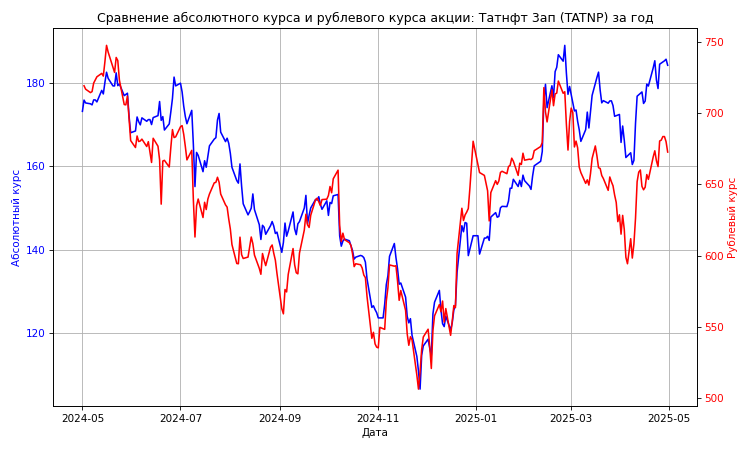 Сравнение абсолютного курса и рублевого курса акции: Татнфт 3ап (TATNP) за год
750
180
700
160
650
Абсолютный курс
Рублевый курс
600
140
550
120
500
2024-05 2024-07 2024-09 2024-11 2025-01 2025-03 2025-05
Дата